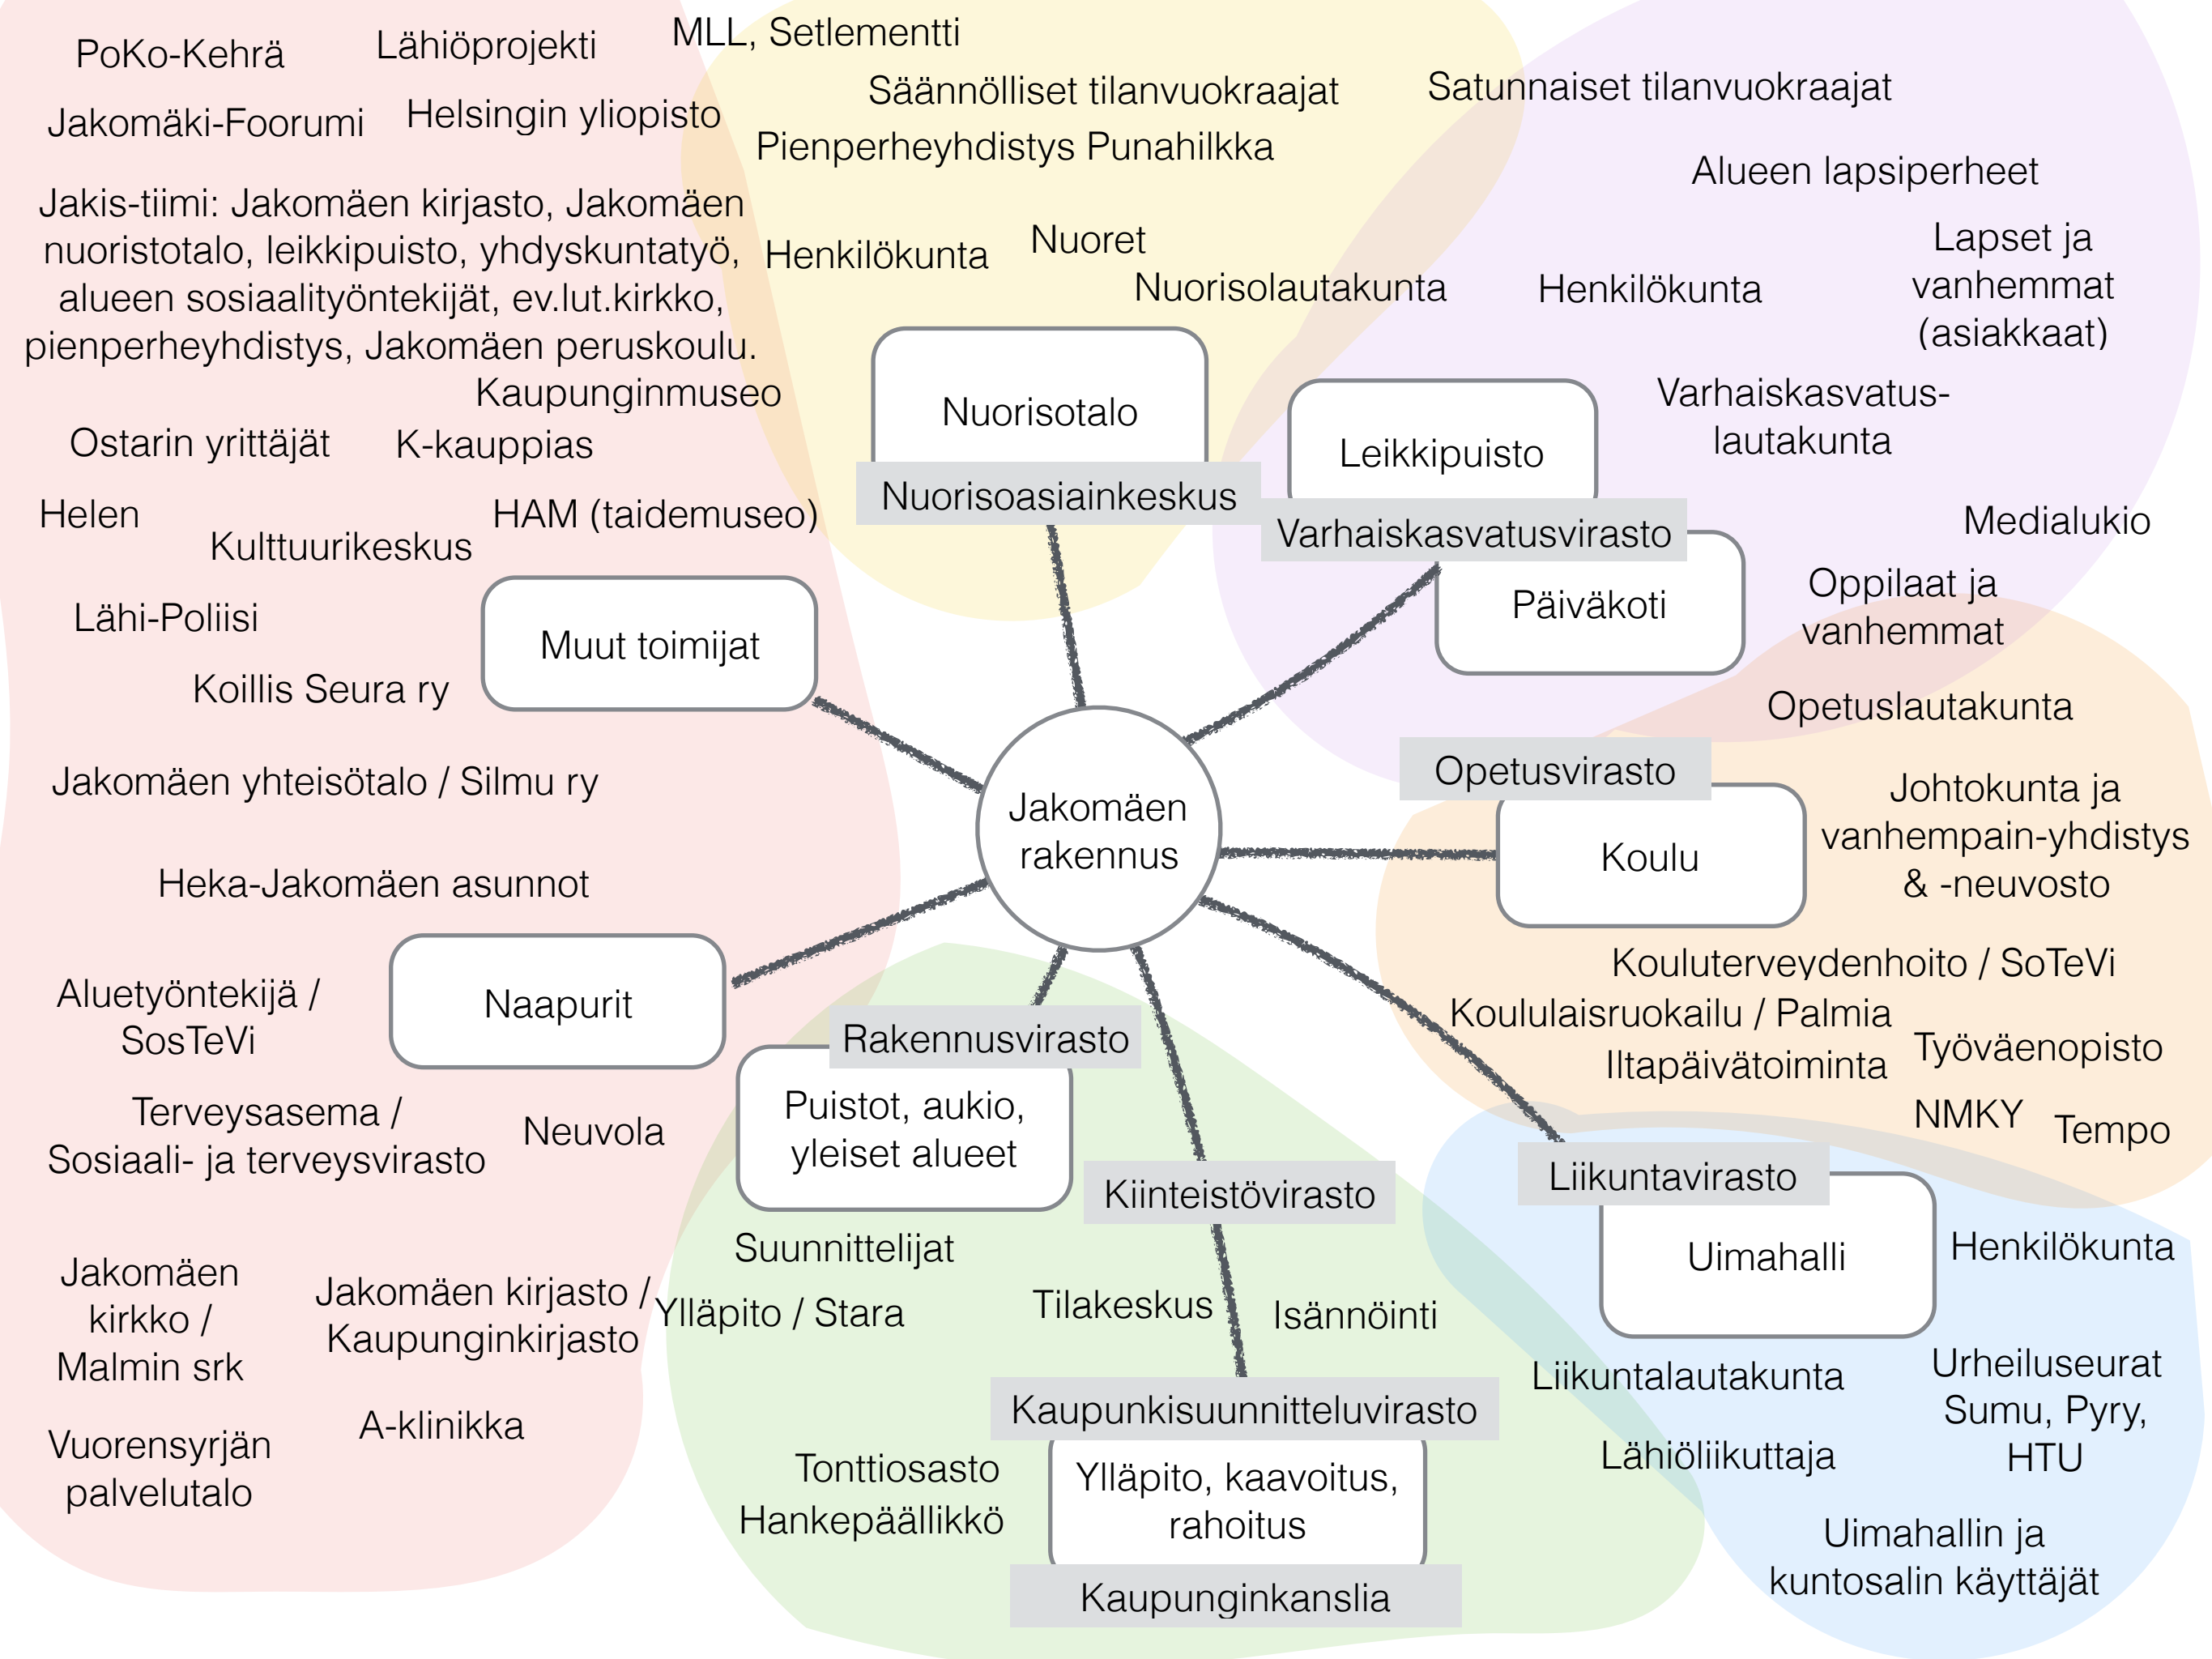 PoKo-Kehrä
Lähiöprojekti
MLL, Setlementti
Säännölliset tilanvuokraajat
Satunnaiset tilanvuokraajat
Jakomäki-Foorumi
Helsingin yliopisto
Pienperheyhdistys Punahilkka
Alueen lapsiperheet
Jakis-tiimi: Jakomäen kirjasto, Jakomäen
nuoristotalo, leikkipuisto, yhdyskuntatyö,
alueen sosiaalityöntekijät, ev.lut.kirkko,
pienperheyhdistys, Jakomäen peruskoulu.
Henkilökunta
Nuoret
Nuorisolautakunta
Henkilökunta
Lapset ja
vanhemmat
(asiakkaat)
Kaupunginmuseo
Ostarin yrittäjät
K-kauppias
Nuorisotalo
Nuorisoasiainkeskus
Leikkipuisto
Varhaiskasvatusvirasto
Päiväkoti
Varhaiskasvatus-
lautakunta
Helen
Kulttuurikeskus
HAM (taidemuseo)
Medialukio
Lähi-Poliisi
Muut toimijat
Oppilaat ja
vanhemmat
Koillis Seura ry
Opetuslautakunta
Jakomäen yhteisötalo / Silmu ry
Jakomäen
rakennus
Opetusvirasto
Koulu
Johtokunta ja
vanhempain-yhdistys
& -neuvosto
Heka-Jakomäen asunnot
Naapurit
Aluetyöntekijä /
SosTeVi
Rakennusvirasto
Puistot, aukio,
yleiset alueet
Kouluterveydenhoito / SoTeVi
Koululaisruokailu / Palmia
Iltapäivätoiminta
Työväenopisto
NMKY
Tempo
Terveysasema /
Sosiaali- ja terveysvirasto
Neuvola
Kiinteistövirasto
Liikuntavirasto
Uimahalli
Henkilökunta
Suunnittelijat
Ylläpito / Stara
Tilakeskus
Isännöinti
Jakomäen
kirkko /
Malmin srk
Jakomäen kirjasto /
Kaupunginkirjasto
Liikuntalautakunta
Urheiluseurat
Sumu, Pyry,
HTU
Lähiöliikuttaja
A-klinikka
Vuorensyrjän
palvelutalo
Kaupunkisuunnitteluvirasto
Tonttiosasto
Hankepäällikkö
Ylläpito, kaavoitus,
rahoitus
Kaupunginkanslia
Uimahallin ja
kuntosalin käyttäjät